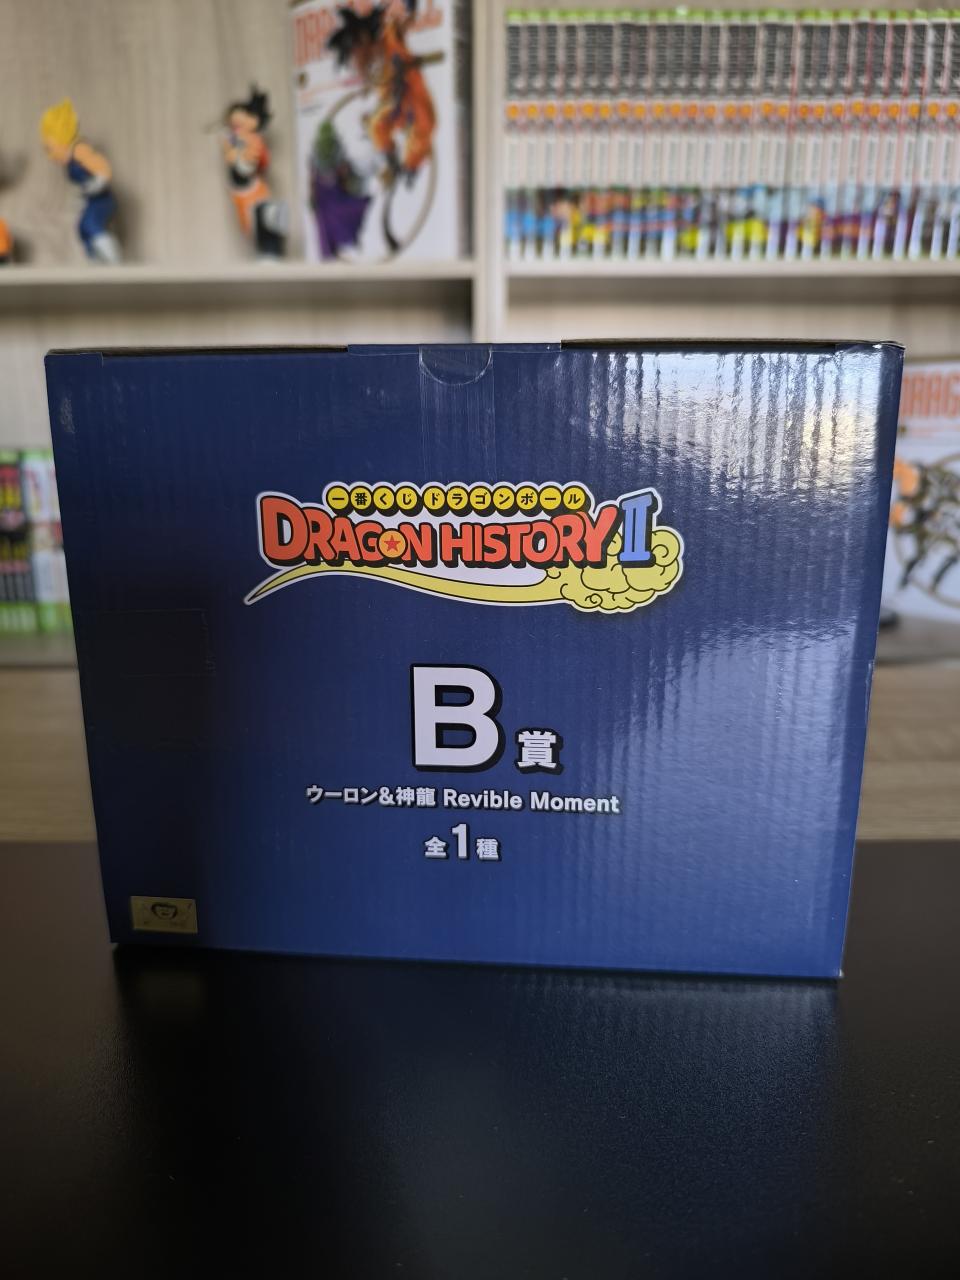 一番くじ ドラゴンボール
DRAGON HISTORY II
B賞
ウーロン&神龍 Revible Moment
全1種